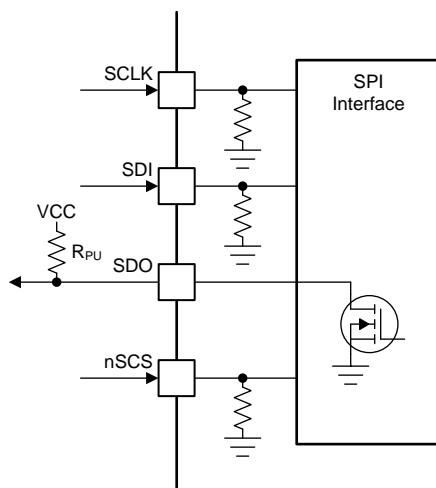 SCLK
SPI
Interface
SDI
VCC
RPU
SDO
nSCS